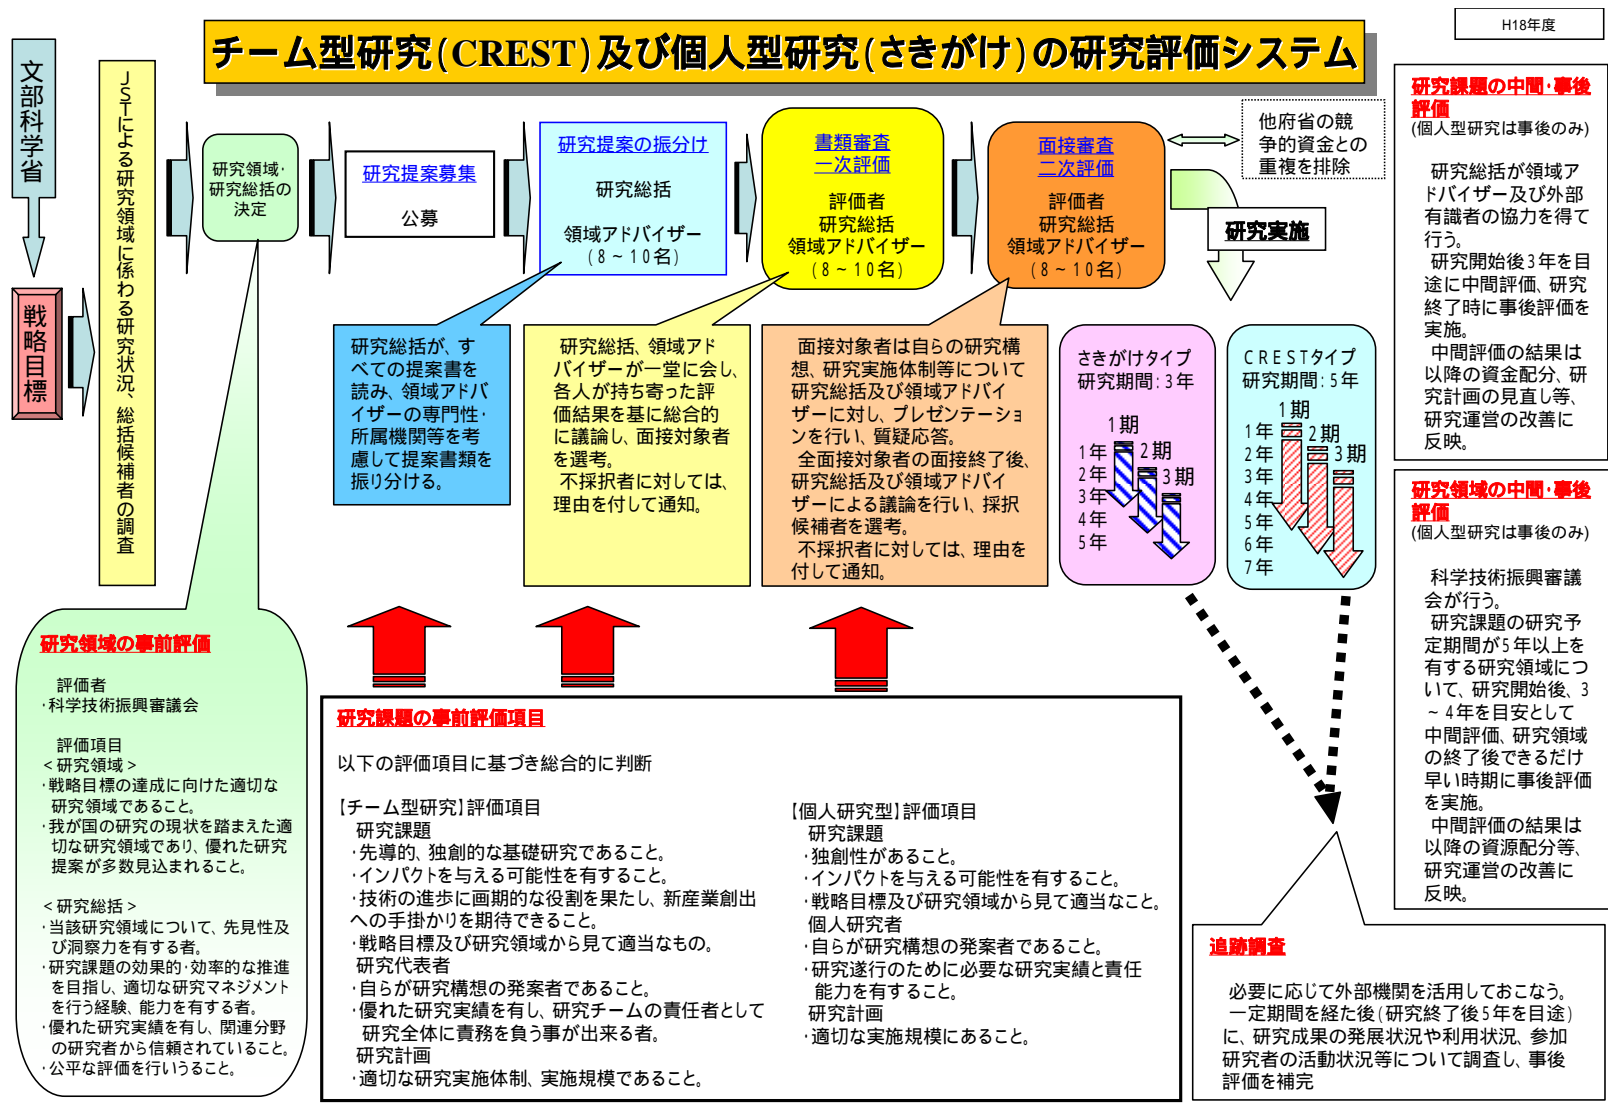 H18年度
チーム型研究(CREST)及び個人型研究(さきがけ)の研究評価システム
文部科学省
戦略目標
JSTによる研究領域に係わる研究状況、総括候補者の調査
研究領域・
研究総括の
決定
研究提案募集
公募
研究提案の振分け
研究総括
領域アドバイザー
(8~10名)
書類審査
一次評価
評価者
研究総括
領域アドバイザー
(8~10名)
面接審査
二次評価
評価者
研究総括
領域アドバイザー
(8~10名)
他府省の競
争的資金との
重複を排除
研究実施
研究総括が、す
べての提案書を
読み、領域アドバ
イザーの専門性・
所属機関等を考
慮して提案書類を
振り分ける。
研究総括、領域アド
バイザーが一堂に会し、
各人が持ち寄った評
価結果を基に総合的
に議論し、面接対象者
を選考。
不採択者に対しては、
理由を付して通知。
面接対象者は自らの研究構
想、研究実施体制等について
研究総括及び領域アドバイ
ザーに対し、プレゼンテーショ
ンを行い、質疑応答。
全面接対象者の面接終了後、
研究総括及び領域アドバイ
ザーによる議論を行い、採択
候補者を選考。
不採択者に対しては、理由を
付して通知。
さきがけタイプ
研究期間:3年
1期
2期
3期
1年
2年
3年
4年
5年
CRESTタイプ
研究期間:5年
1期
2期
3期
1年
2年
3年
4年
5年
6年
7年
研究課題の中間・事後
評価
(個人型研究は事後のみ)
研究総括が領域ア
ドバイザー及び外部
有識者の協力を得て
行う。
研究開始後3年を目
途に中間評価、研究
終了時に事後評価を
実施。
中間評価の結果は
以降の資金配分、研
究計画の見直し等、
研究運営の改善に
反映。
研究領域の中間・事後
評価
(個人型研究は事後のみ)
科学技術振興審議
会が行う。
研究課題の研究予
定期間が5年以上を
有する研究領域につ
いて、研究開始後、3
~4年を目安として
中間評価、研究領域
の終了後できるだけ
早い時期に事後評価
を実施。
中間評価の結果は
以降の資源配分等、
研究運営の改善に
反映。
研究領域の事前評価
評価者
・科学技術振興審議会
評価項目
<研究領域>
・戦略目標の達成に向けた適切な
研究領域であること。
・我が国の研究の現状を踏まえた適
切な研究領域であり、優れた研究
提案が多数見込まれること。
<研究総括>
・当該研究領域について、先見性及
び洞察力を有する者。
・研究課題の効果的・効率的な推進
を目指し、適切な研究マネジメント
を行う経験、能力を有する者。
・優れた研究実績を有し、関連分野
の研究者から信頼されていること。
・公平な評価を行いうること。
研究課題の事前評価項目
以下の評価項目に基づき総合的に判断
【チーム型研究】評価項目
研究課題
・先導的、独創的な基礎研究であること。
・インパクトを与える可能性を有すること。
・技術の進歩に画期的な役割を果たし、新産業創出
への手掛かりを期待できること。
・戦略目標及び研究領域から見て適当なもの。
研究代表者
・自らが研究構想の発案者であること。
・優れた研究実績を有し、研究チームの責任者として
研究全体に責務を負う事が出来る者。
研究計画
・適切な研究実施体制、実施規模であること。
【個人研究型】評価項目
研究課題
・独創性があること。
・インパクトを与える可能性を有すること。
・戦略目標及び研究領域から見て適当なこと。
個人研究者
・自らが研究構想の発案者であること。
・研究遂行のために必要な研究実績と責任
能力を有すること。
研究計画
・適切な実施規模にあること。
追跡調査
必要に応じて外部機関を活用しておこなう。
一定期間を経た後(研究終了後5年を目途)
に、研究成果の発展状況や利用状況、参加
研究者の活動状況等について調査し、事後
評価を補完